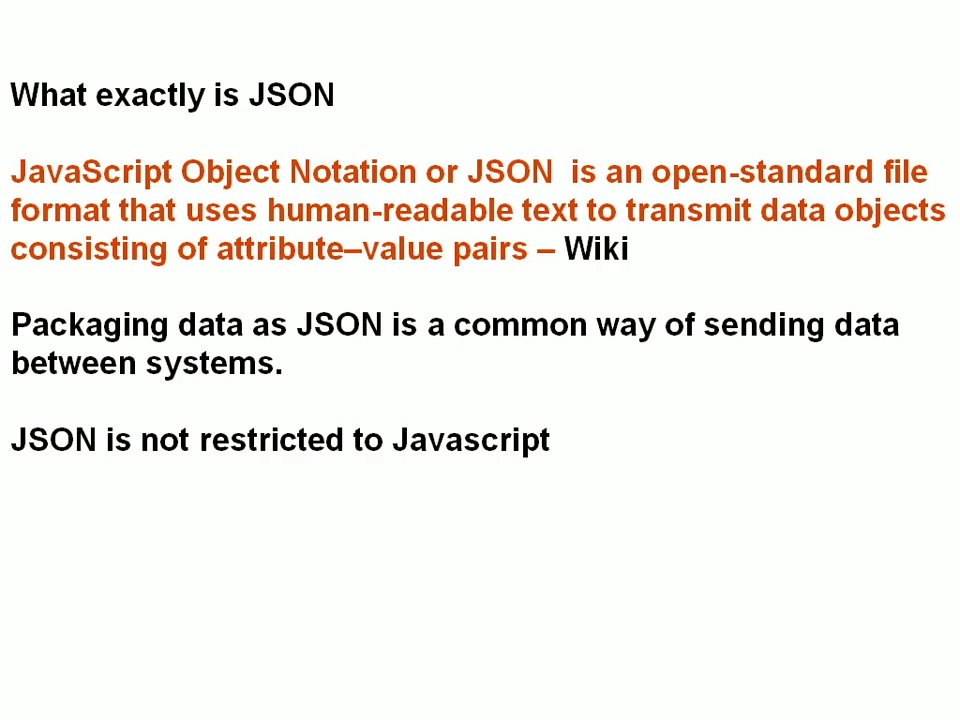 What exactly is JSON
JavaScript Object Notation or JSON  is an open-standard file
format that uses human-readable text to transmit data objects
consisting of attribute–value pairs – Wiki
Packaging data as JSON is a common way of sending data
between systems.
JSON is not restricted to Javascript